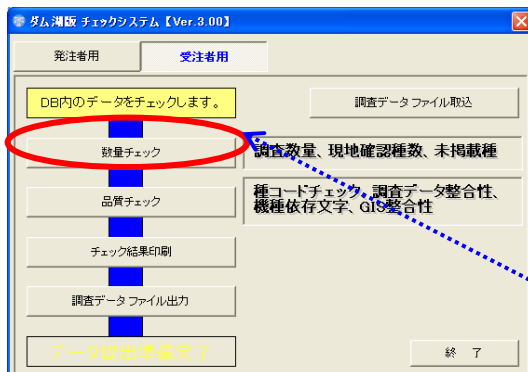 ダム湖版 チェックシステム【Ver.3.00】
発注者用
受注者用
DB内のデータをチェックします。
調査データ ファイル取込
数量チェック
調査数量、現地確認種数、未掲載種
品質チェック
種コードチェック、調査データ整合性、
機種依存文字、GIS整合性
チェック結果印刷
調査データ ファイル出力
データ提出準備完了
終 了